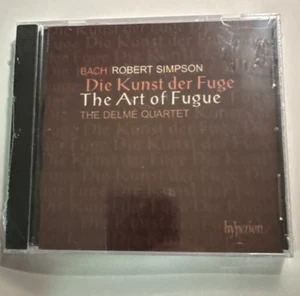 BACH ROBERT SIMPSON
Die Kunst der Fuge
The Art of Fugue
THE DELMÉ QUARTET
hyperion